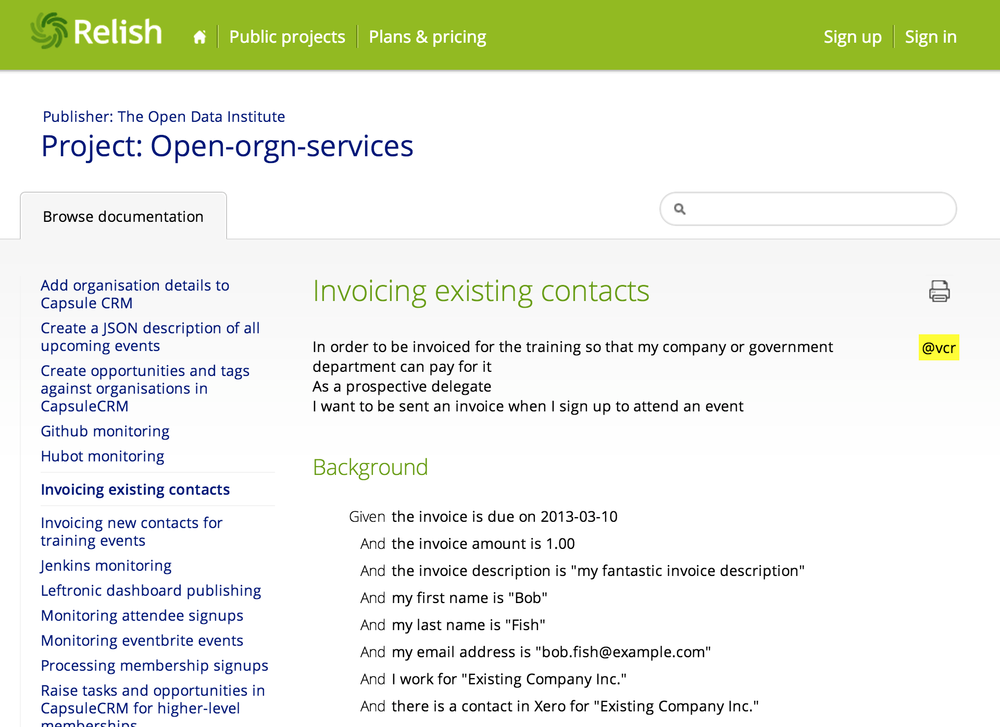 Relish
Public projects
Plans & pricing
Sign up
Sign in
Publisher: The Open Data Institute
Project: Open-orgn-services
Browse documentation
Add organisation details to
Capsule CRM
Create a JSON description of all
upcoming events
Create opportunities and tags
against organisations in
CapsuleCRM
Github monitoring
Hubot monitoring
Invoicing existing contacts
Invoicing new contacts for
training events
Jenkins monitoring
Leftronic dashboard publishing
Monitoring attendee signups
Monitoring eventbrite events
Processing membership signups
Raise tasks and opportunities in
CapsuleCRM for higher-level
memberships
Invoicing existing contacts
@vcr
In order to be invoiced for the training so that my company or government
department can pay for it
As a prospective delegate
I want to be sent an invoice when I sign up to attend an event
Background
Given the invoice is due on 2013-03-10
And the invoice amount is 1.00
And the invoice description is "my fantastic invoice description"
And my first name is "Bob"
And my last name is "Fish"
And my email address is "bob.fish@example.com"
And I work for "Existing Company Inc."
And there is a contact in Xero for "Existing Company Inc."